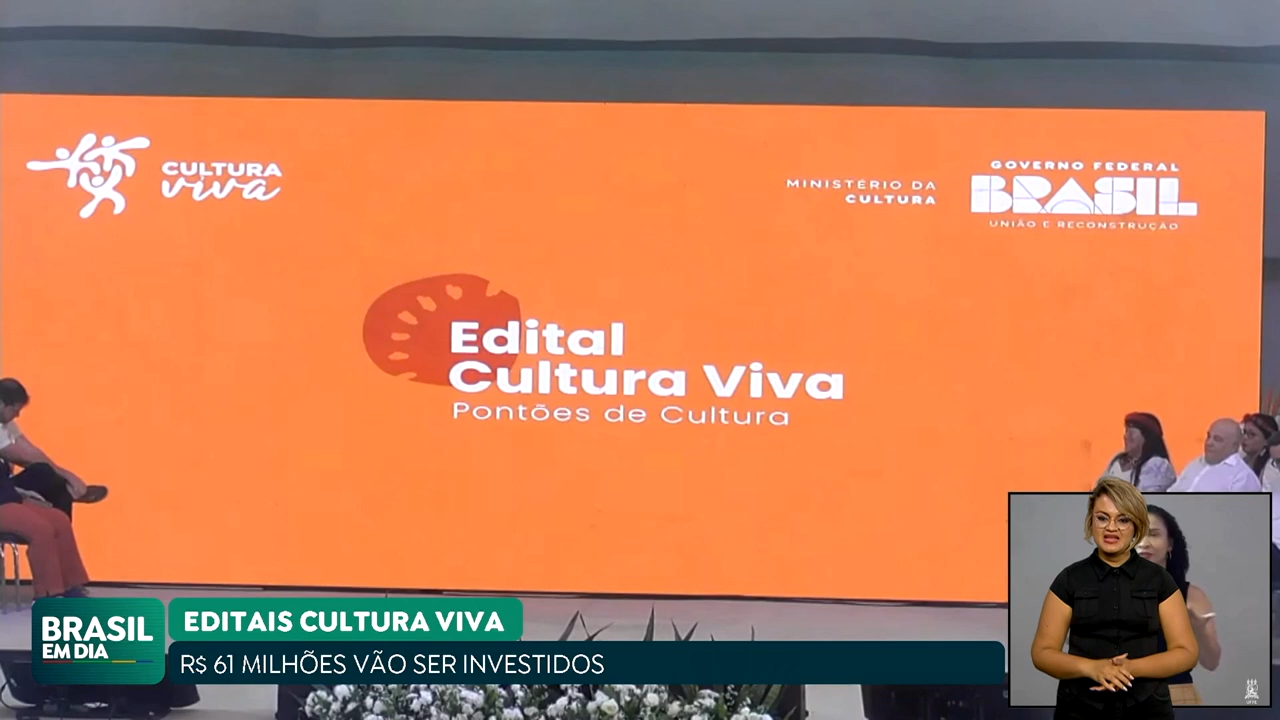 CULTURA
viva
MINISTÉRIO DA
CULTURA
GOVERNO FEDERAL
BRASIL
UNIÃO E RECONSTRUÇÃO
Edital
Cultura Viva
Pontões de Cultura
BRASIL
EM DIA
EDITAIS CULTURA VIVA
R$ 61 MILHÕES VÃO SER INVESTIDOS